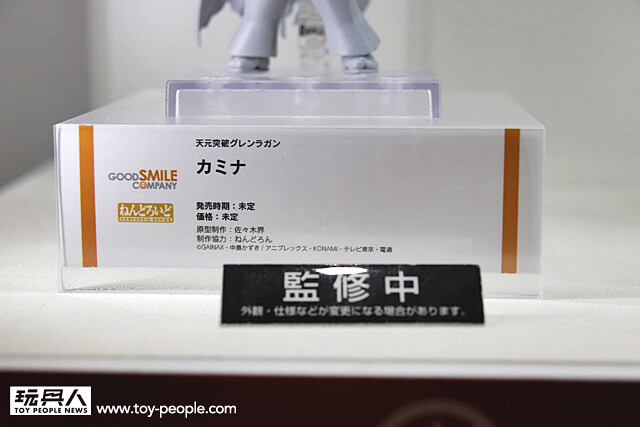 天元突破グレンラガン
カミナ
GOOD SMILE
COMPANY
ねんどろいど
NENDOROID SERIES
発売時期：未定
価格：未定
原型制作：佐々木界
制作協力：ねんどろん
©GAINAX・中島かずき / アニプレックス・KONAMI・テレビ東京・電通
監修中
外観・仕様などが変更になる場合があります。
玩具人
TOY PEOPLE NEWS
www.toy-people.com